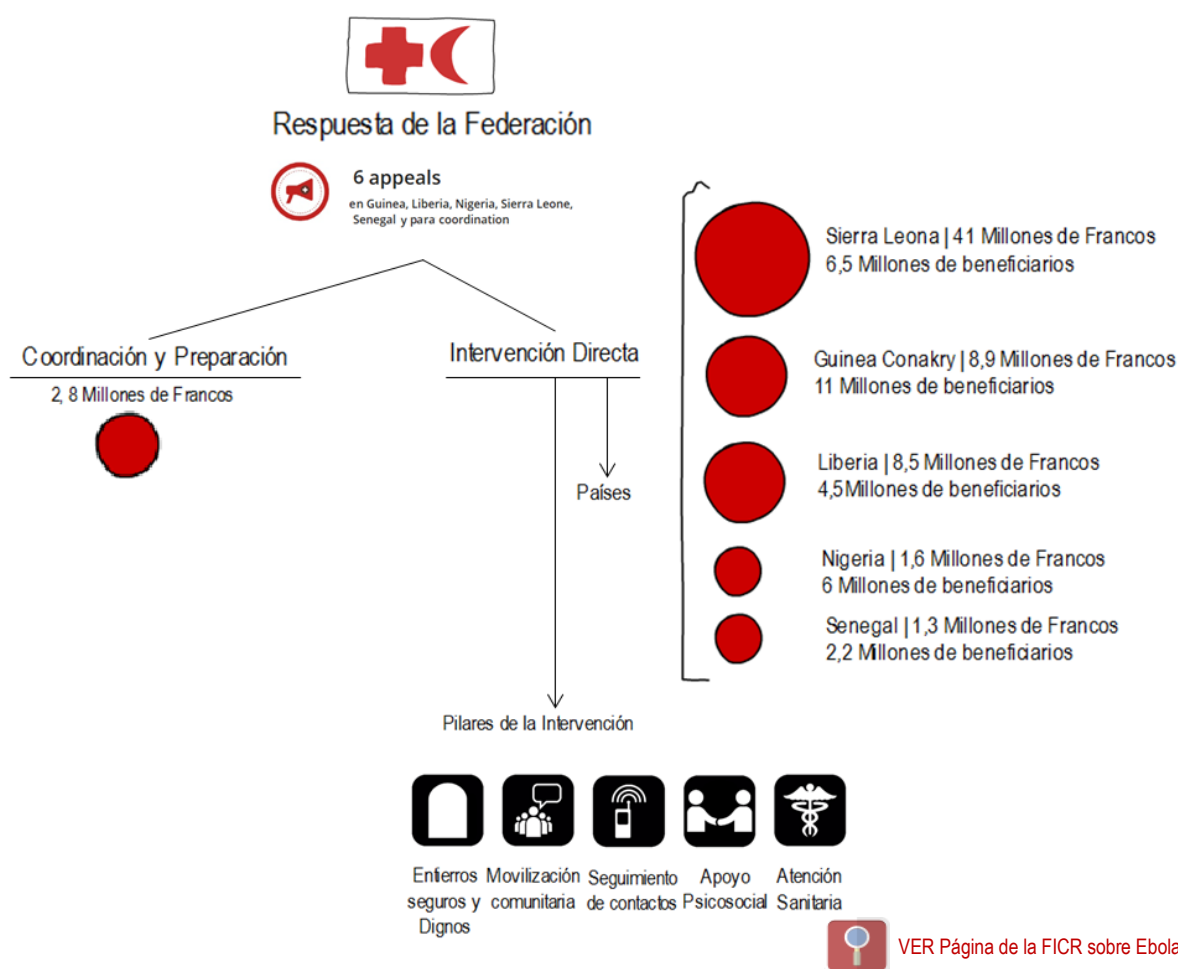 Respuesta de la Federación
6 appeals
en Guinea, Liberia, Nigeria, Sierra Leone,
Senegal y para coordination
Coordinación y Preparación
2, 8 Millones de Francos
Intervención Directa
Países
Sierra Leona | 41 Millones de Francos
6,5 Millones de beneficiarios
Guinea Conakry | 8,9 Millones de Francos
11 Millones de beneficiarios
Liberia | 8,5 Millones de Francos
4,5Millones de beneficiarios
Nigeria | 1,6 Millones de Francos
6 Millones de beneficiarios
Senegal | 1,3 Millones de Francos
2,2 Millones de beneficiarios
Pilares de la Intervención
Entierros
seguros y
Dignos
Movilización
comunitaria
Seguimiento
de contactos
Apoyo
Psicosocial
Atención
Sanitaria
VER Página de la FICR sobre Ebola